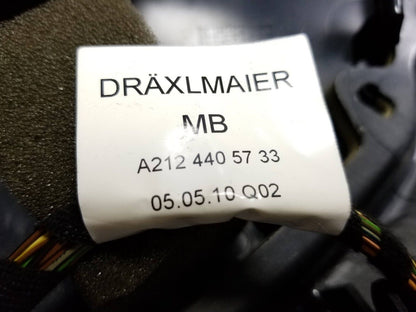 DRÄXLMAIER
MB
A212 440 57 33
05.05.10 Q02